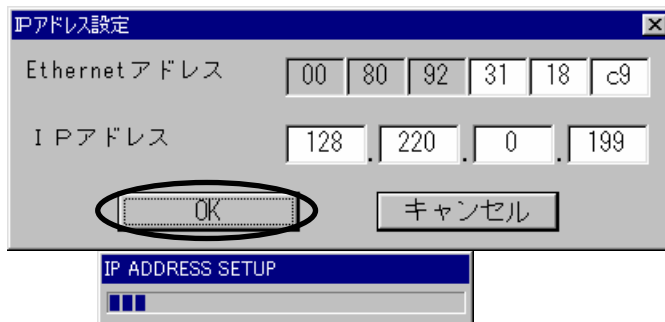 IPアドレス設定
Ethernetアドレス 00 80 92 31 18 c9
ＩＰアドレス 128 . 220 . 0 . 199
OK キャンセル
IP ADDRESS SETUP